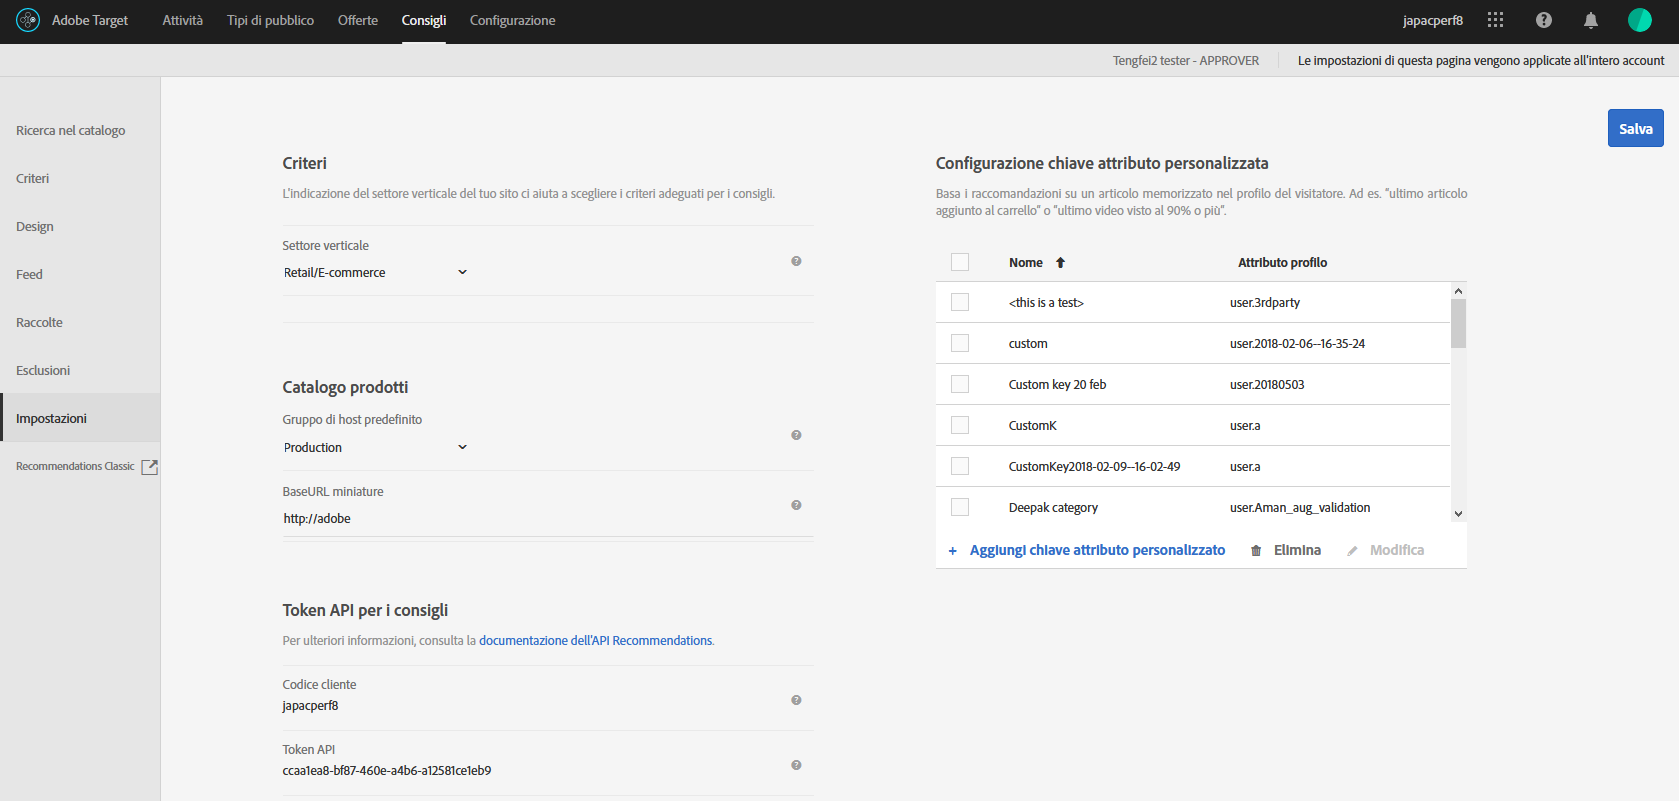 Adobe Target
Attività
Tipi di pubblico
Offerte
Consigli
Configurazione
japacperf8
Tengfei2 tester - APPROVER
Le impostazioni di questa pagina vengono applicate all'intero account
Ricerca nel catalogo
Criteri
Design
Feed
Raccolte
Esclusioni
Impostazioni
Recommendations Classic
Salva
Criteri
L'indicazione del settore verticale del tuo sito ci aiuta a scegliere i criteri adeguati per i consigli.
Settore verticale
Retail/E-commerce
Catalogo prodotti
Gruppo di host predefinito
Production
BaseURL miniature
http://adobe
Token API per i consigli
Per ulteriori informazioni, consulta la documentazione dell'API Recommendations.
Codice cliente
japacperf8
Token API
ccaa1ea8-bf87-460e-a4b6-a12581ce1eb9
Configurazione chiave attributo personalizzata
Basa i raccomandazioni su un articolo memorizzato nel profilo del visitatore. Ad es. "ultimo articolo
aggiunto al carrello" o "ultimo video visto al 90% o più".
Nome Attributo profilo
<this is a test> user.3rdparty
custom user.2018-02-06--16-35-24
Custom key 20 feb user.20180503
CustomK user.a
CustomKey2018-02-09--16-02-49 user.a
Deepak category user.Aman_aug_validation
+ Aggiungi chiave attributo personalizzato Elimina Modifica